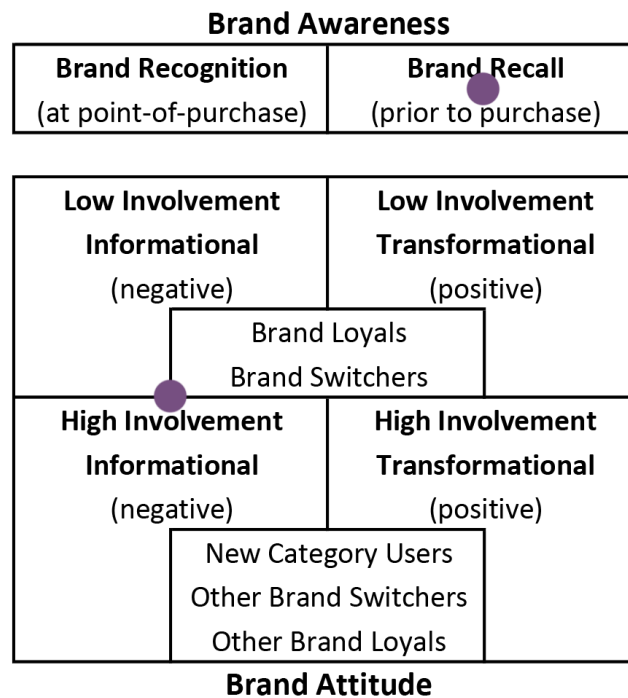 Brand Awareness
Brand Recognition
(at point-of-purchase)
Brand Recall
(prior to purchase)
Low Involvement
Informational
(negative)
Low Involvement
Transformational
(positive)
Brand Loyals
Brand Switchers
High Involvement
Informational
(negative)
High Involvement
Transformational
(positive)
New Category Users
Other Brand Switchers
Other Brand Loyals
Brand Attitude